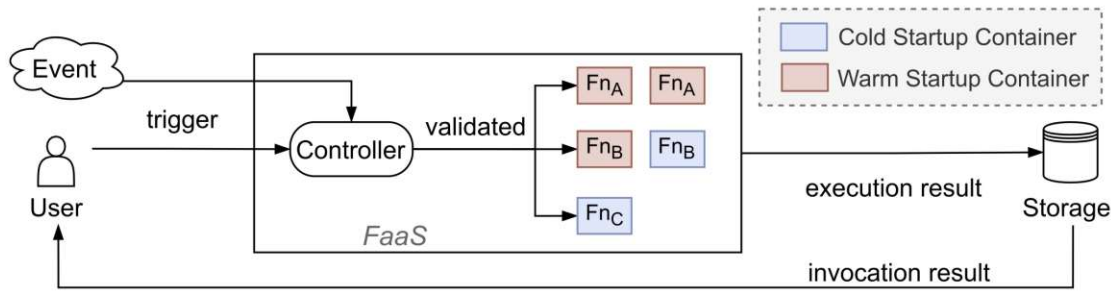 Event
trigger
User
Controller
validated
FnA
FnA
FnB
FnB
FnC
FaaS
Cold Startup Container
Warm Startup Container
execution result
Storage
invocation result